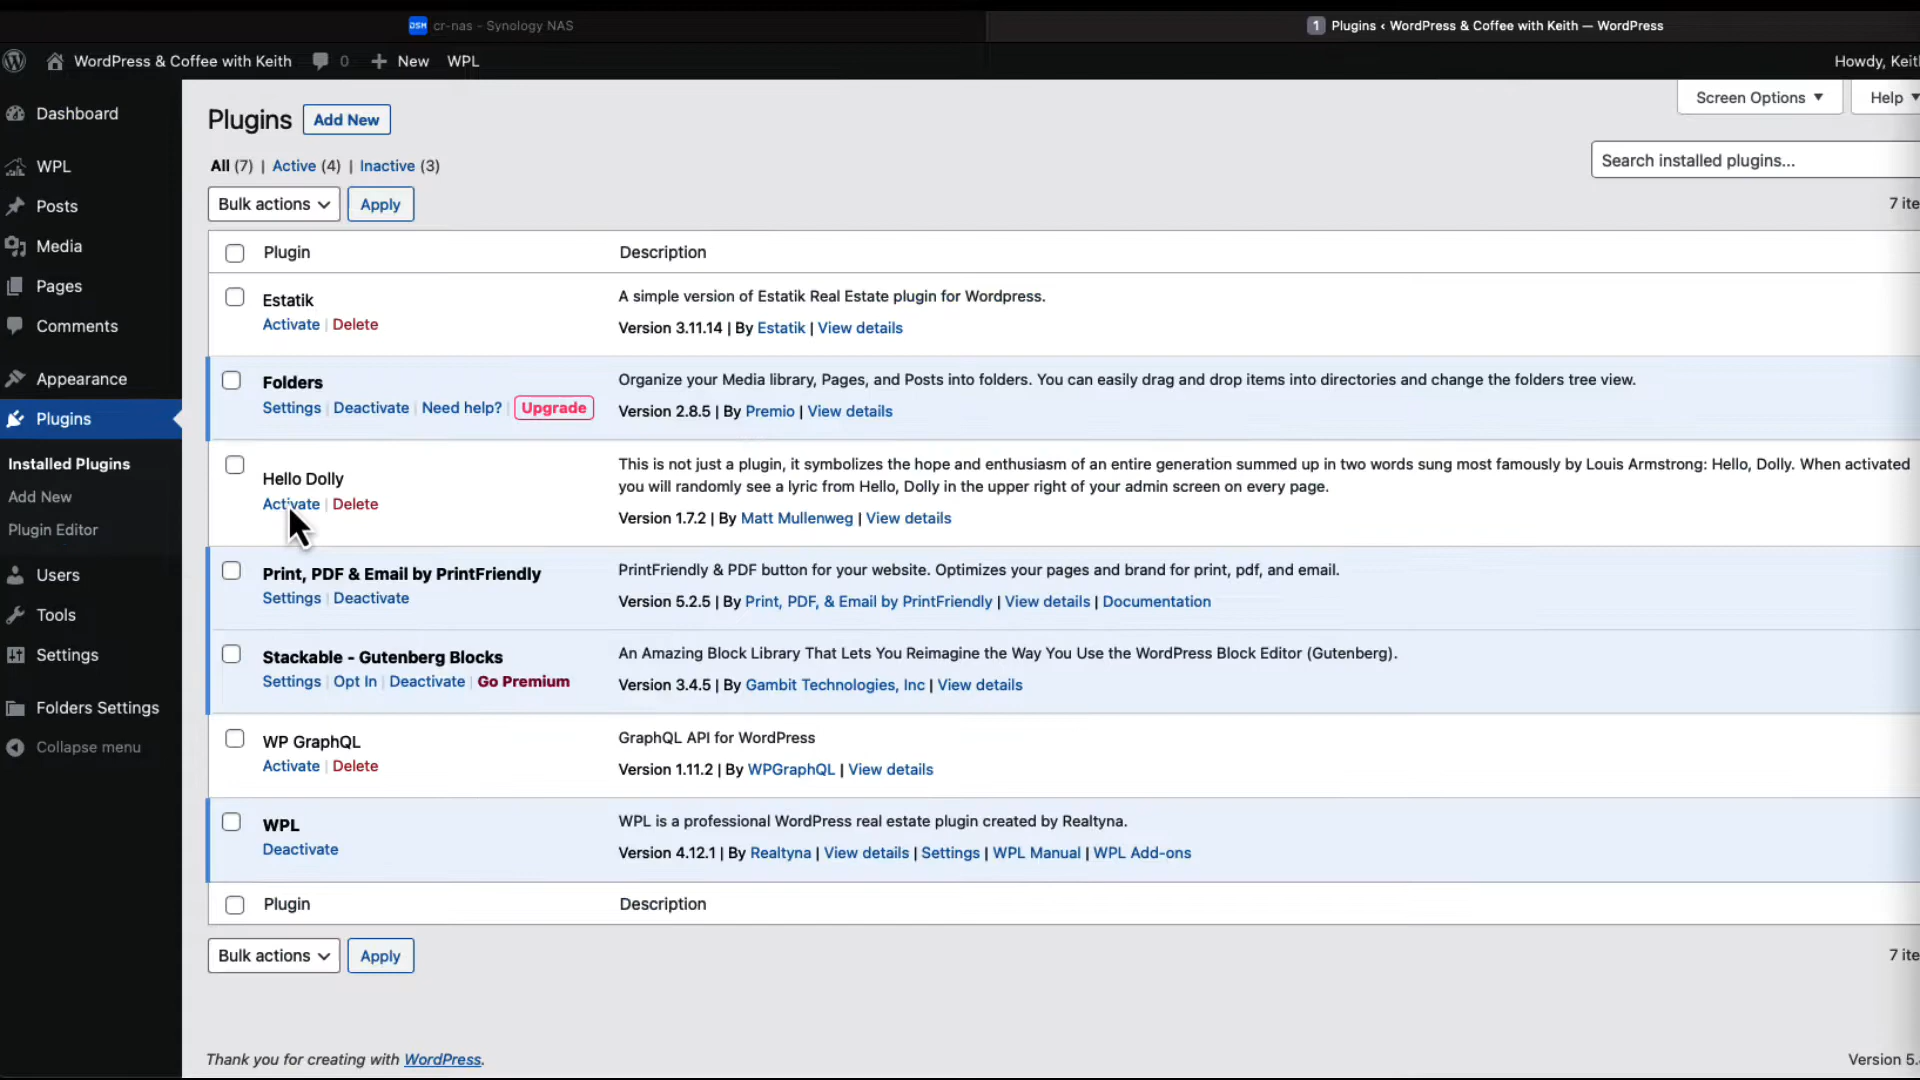 DSM cr-nas - Synology NAS
1 Plugins ‹ WordPress & Coffee with Keith — WordPress
WordPress & Coffee with Keith 0 New WPL
Howdy, Keit
Dashboard
WPL
Posts
Media
Pages
Comments
Appearance
Plugins
Installed Plugins
Add New
Plugin Editor
Users
Tools
Settings
Folders Settings
Collapse menu
Screen Options
Help
Plugins Add New
All (7) | Active (4) | Inactive (3)
Search installed plugins...
Bulk actions Apply
7 ite
Plugin Description
Estatik
Activate | Delete
A simple version of Estatik Real Estate plugin for Wordpress.
Version 3.11.14 | By Estatik | View details
Folders
Settings | Deactivate | Need help? | Upgrade
Organize your Media library, Pages, and Posts into folders. You can easily drag and drop items into directories and change the folders tree view.
Version 2.8.5 | By Premio | View details
Hello Dolly
Activate | Delete
This is not just a plugin, it symbolizes the hope and enthusiasm of an entire generation summed up in two words sung most famously by Louis Armstrong: Hello, Dolly. When activated
you will randomly see a lyric from Hello, Dolly in the upper right of your admin screen on every page.
Version 1.7.2 | By Matt Mullenweg | View details
Print, PDF & Email by PrintFriendly
Settings | Deactivate
PrintFriendly & PDF button for your website. Optimizes your pages and brand for print, pdf, and email.
Version 5.2.5 | By Print, PDF, & Email by PrintFriendly | View details | Documentation
Stackable - Gutenberg Blocks
Settings | Opt In | Deactivate | Go Premium
An Amazing Block Library That Lets You Reimagine the Way You Use the WordPress Block Editor (Gutenberg).
Version 3.4.5 | By Gambit Technologies, Inc | View details
WP GraphQL
Activate | Delete
GraphQL API for WordPress
Version 1.11.2 | By WPGraphQL | View details
WPL
Deactivate
WPL is a professional WordPress real estate plugin created by Realtyna.
Version 4.12.1 | By Realtyna | View details | Settings | WPL Manual | WPL Add-ons
Plugin Description
Bulk actions Apply
7 ite
Thank you for creating with WordPress.
Version 5.